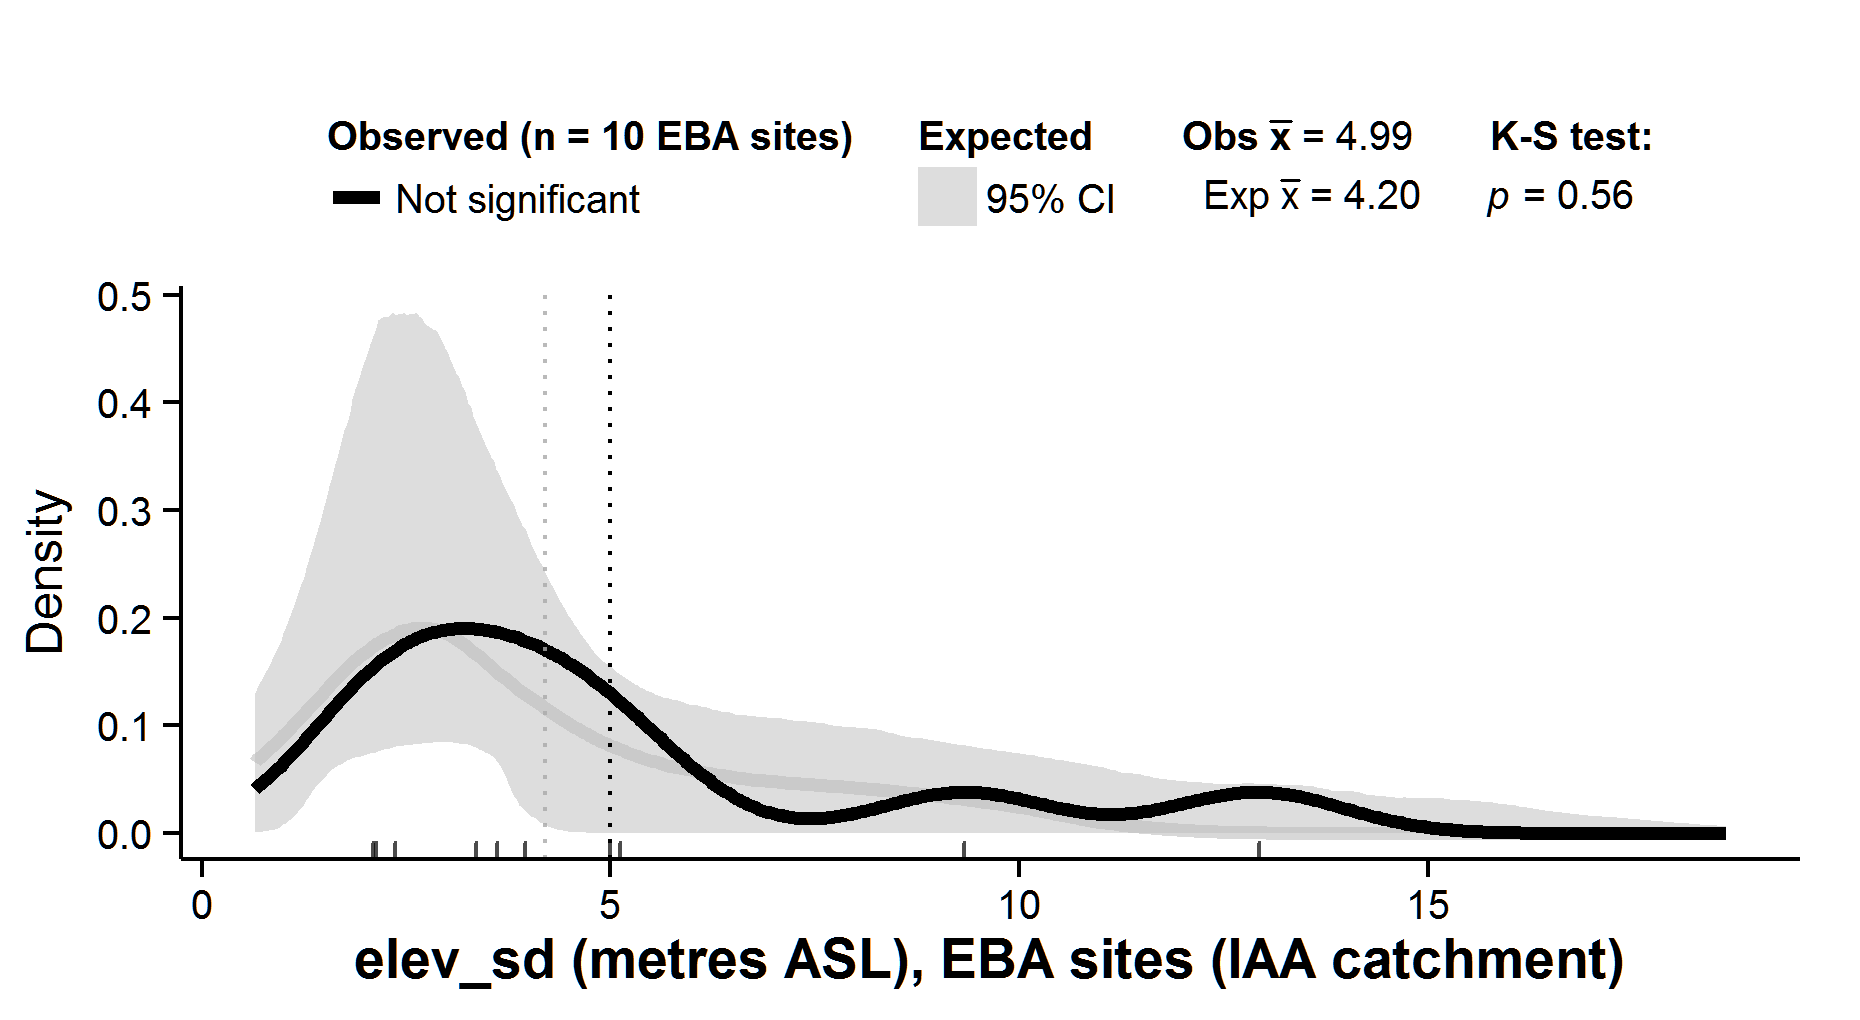 Observed (n = 10 EBA sites) Expected Obs x̅ = 4.99 K-S test:
Not significant 95% CI Exp x̅ = 4.20 p = 0.56
0.5
0.4
0.3
0.2
0.1
0.0
Density
0 5 10 15
elev_sd (metres ASL), EBA sites (IAA catchment)